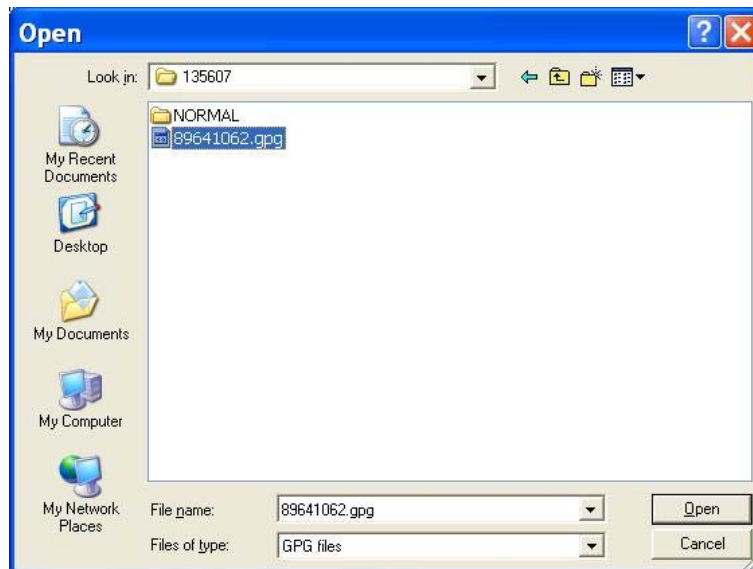 Open
Look in:
135607
NORMAL
89641062.gpg
My Recent
Documents
Desktop
My Documents
My Computer
My Network
Places
File name:
89641062.gpg
Open
Files of type:
GPG files
Cancel